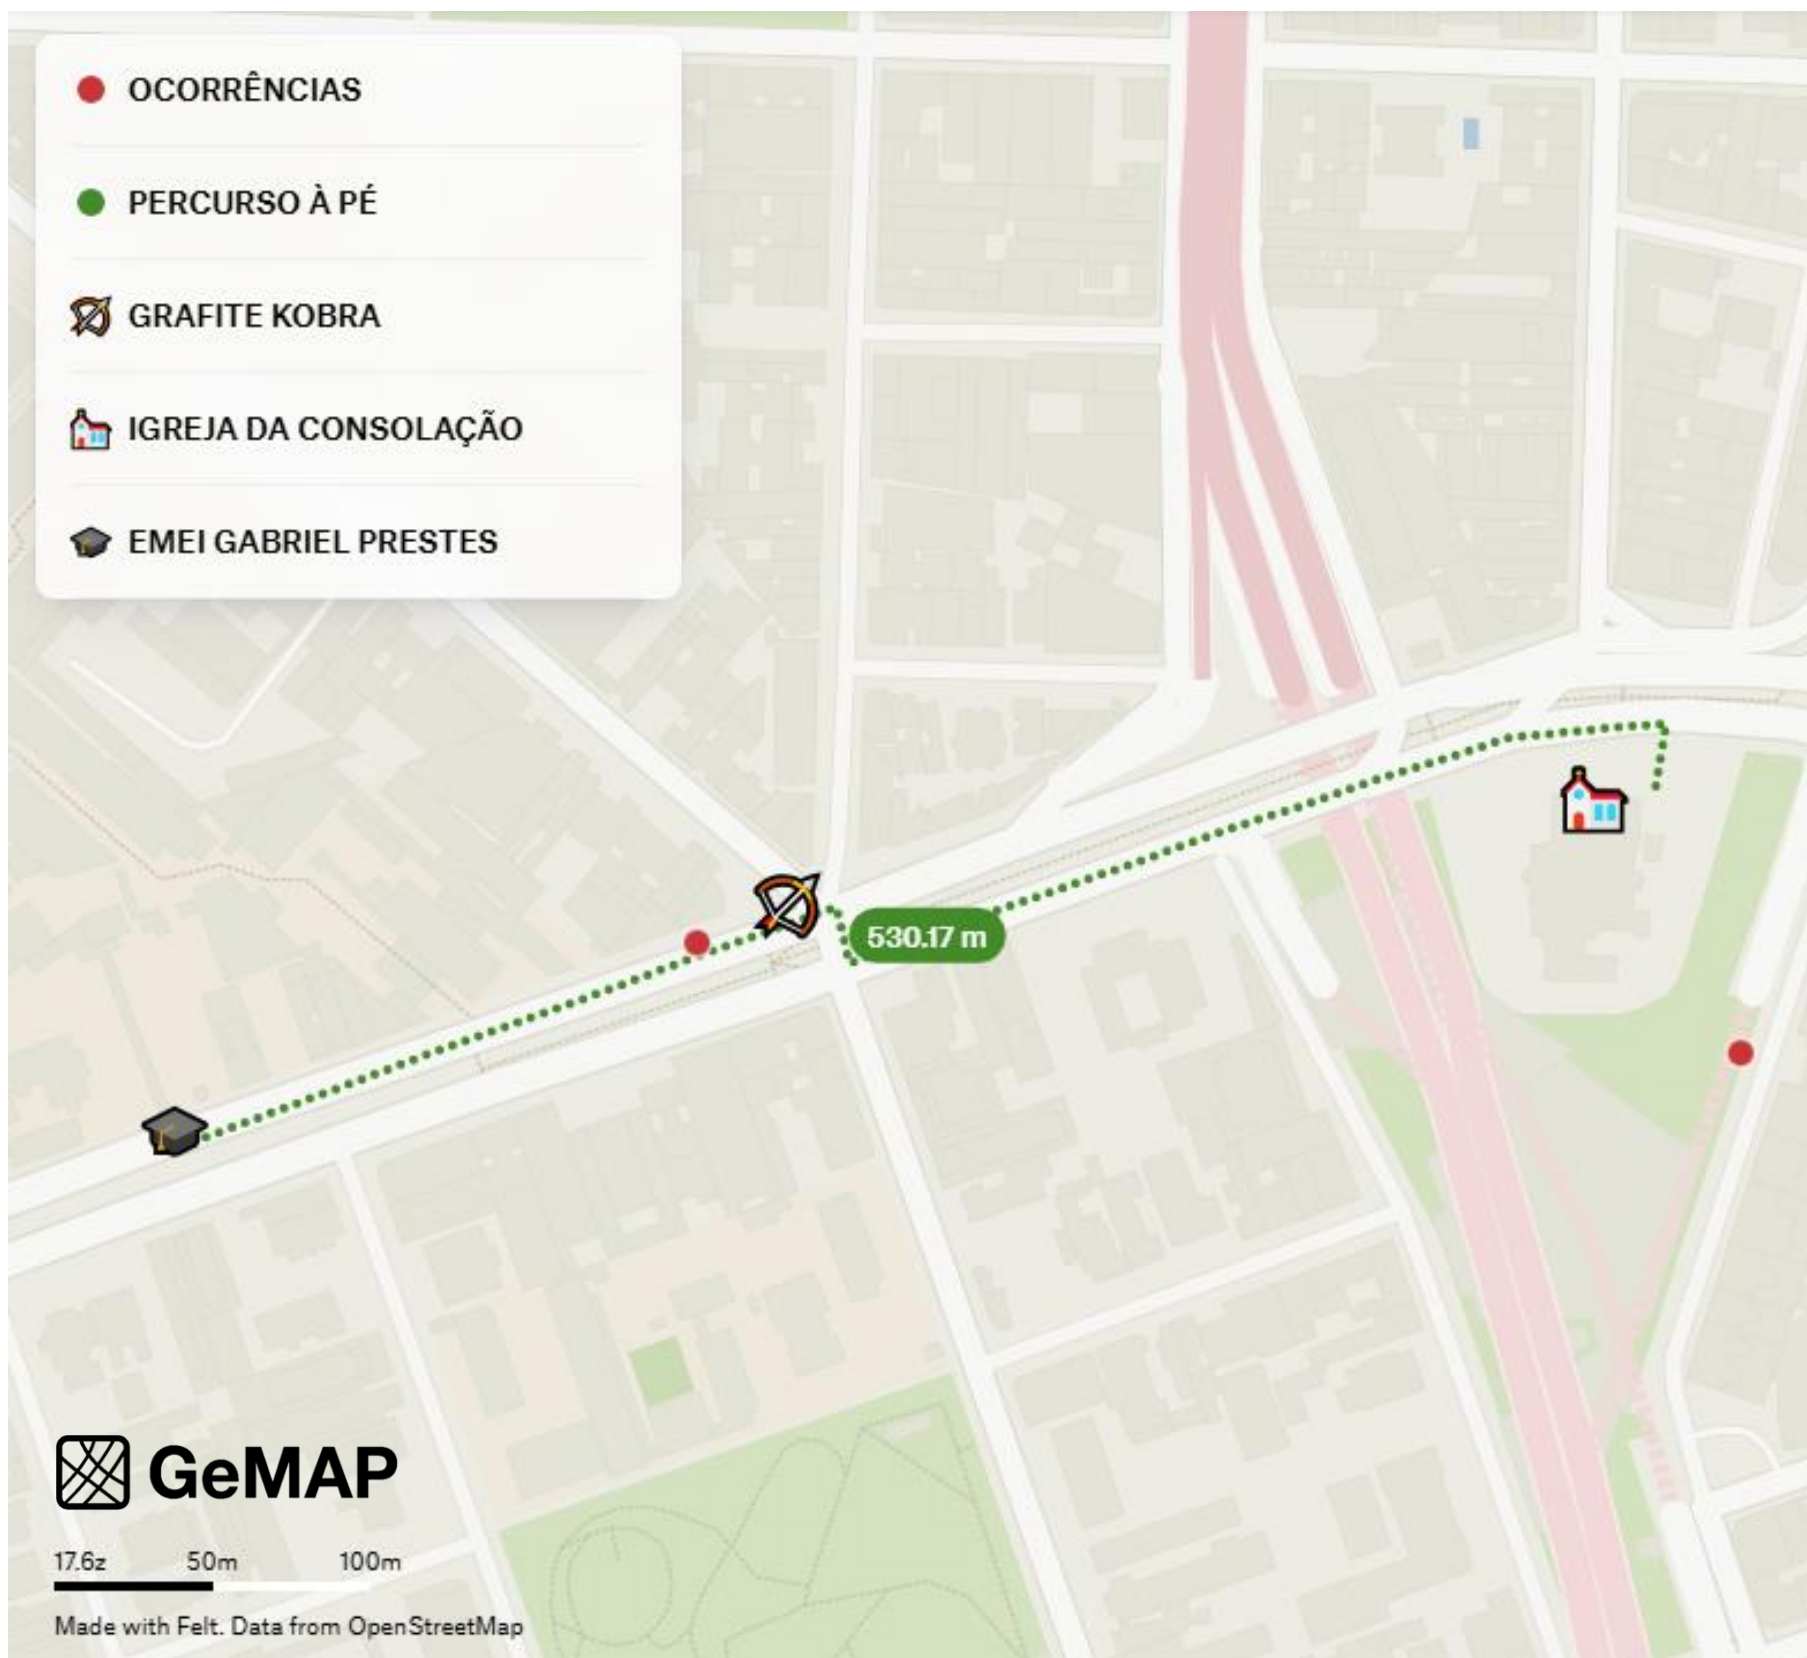 OCORRÊNCIAS
PERCURSO À PÉ
GRAFITE KOBRA
IGREJA DA CONSOLAÇÃO
EMEI GABRIEL PRESTES
530.17 m
GeMAP
17.6z 50m 100m
Made with Felt. Data from OpenStreetMap